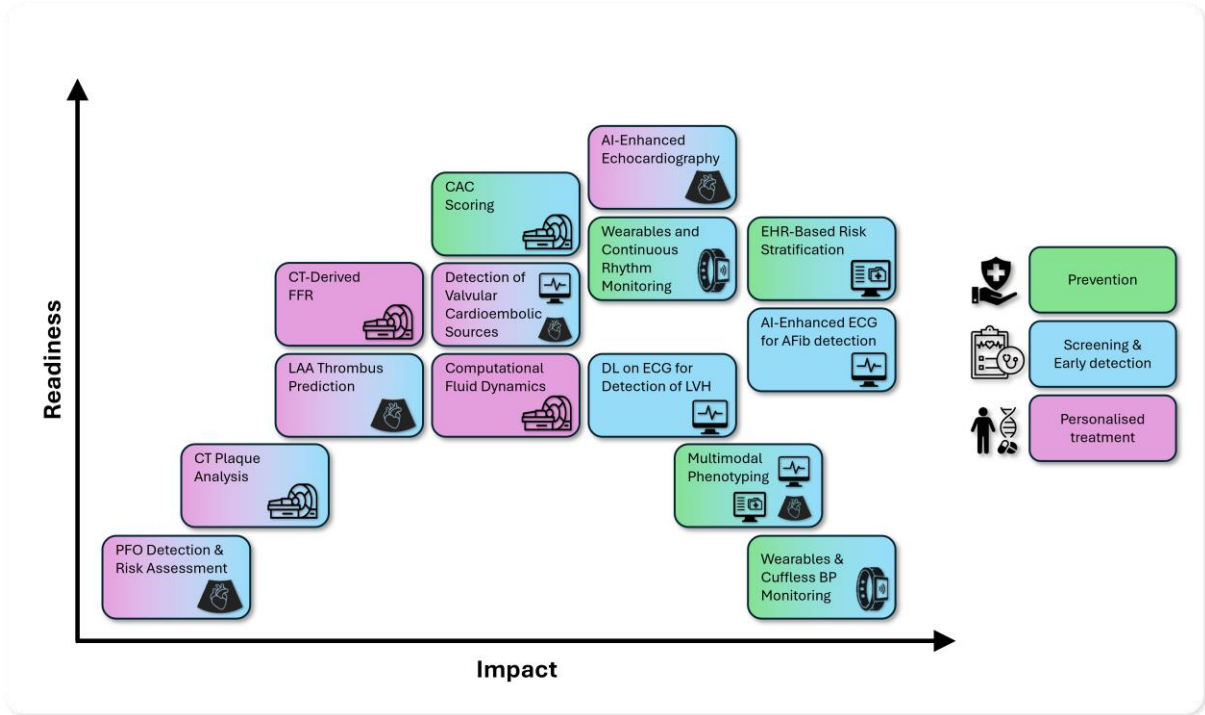 AI-Enhanced
Echocardiography
CAC
Scoring
Wearables and
Continuous
Rhythm
Monitoring
EHR-Based Risk
Stratification
CT-Derived
FFR
Detection of
Valvular
Cardioembolic
Sources
AI-Enhanced ECG
for AFib detection
LAA Thrombus
Prediction
Computational
Fluid Dynamics
DL on ECG for
Detection of LVH
CT Plaque
Analysis
Multimodal
Phenotyping
PFO Detection &
Risk Assessment
Wearables &
Cuffless BP
Monitoring
Readiness
Impact
Prevention
Screening &
Early detection
Personalised
treatment